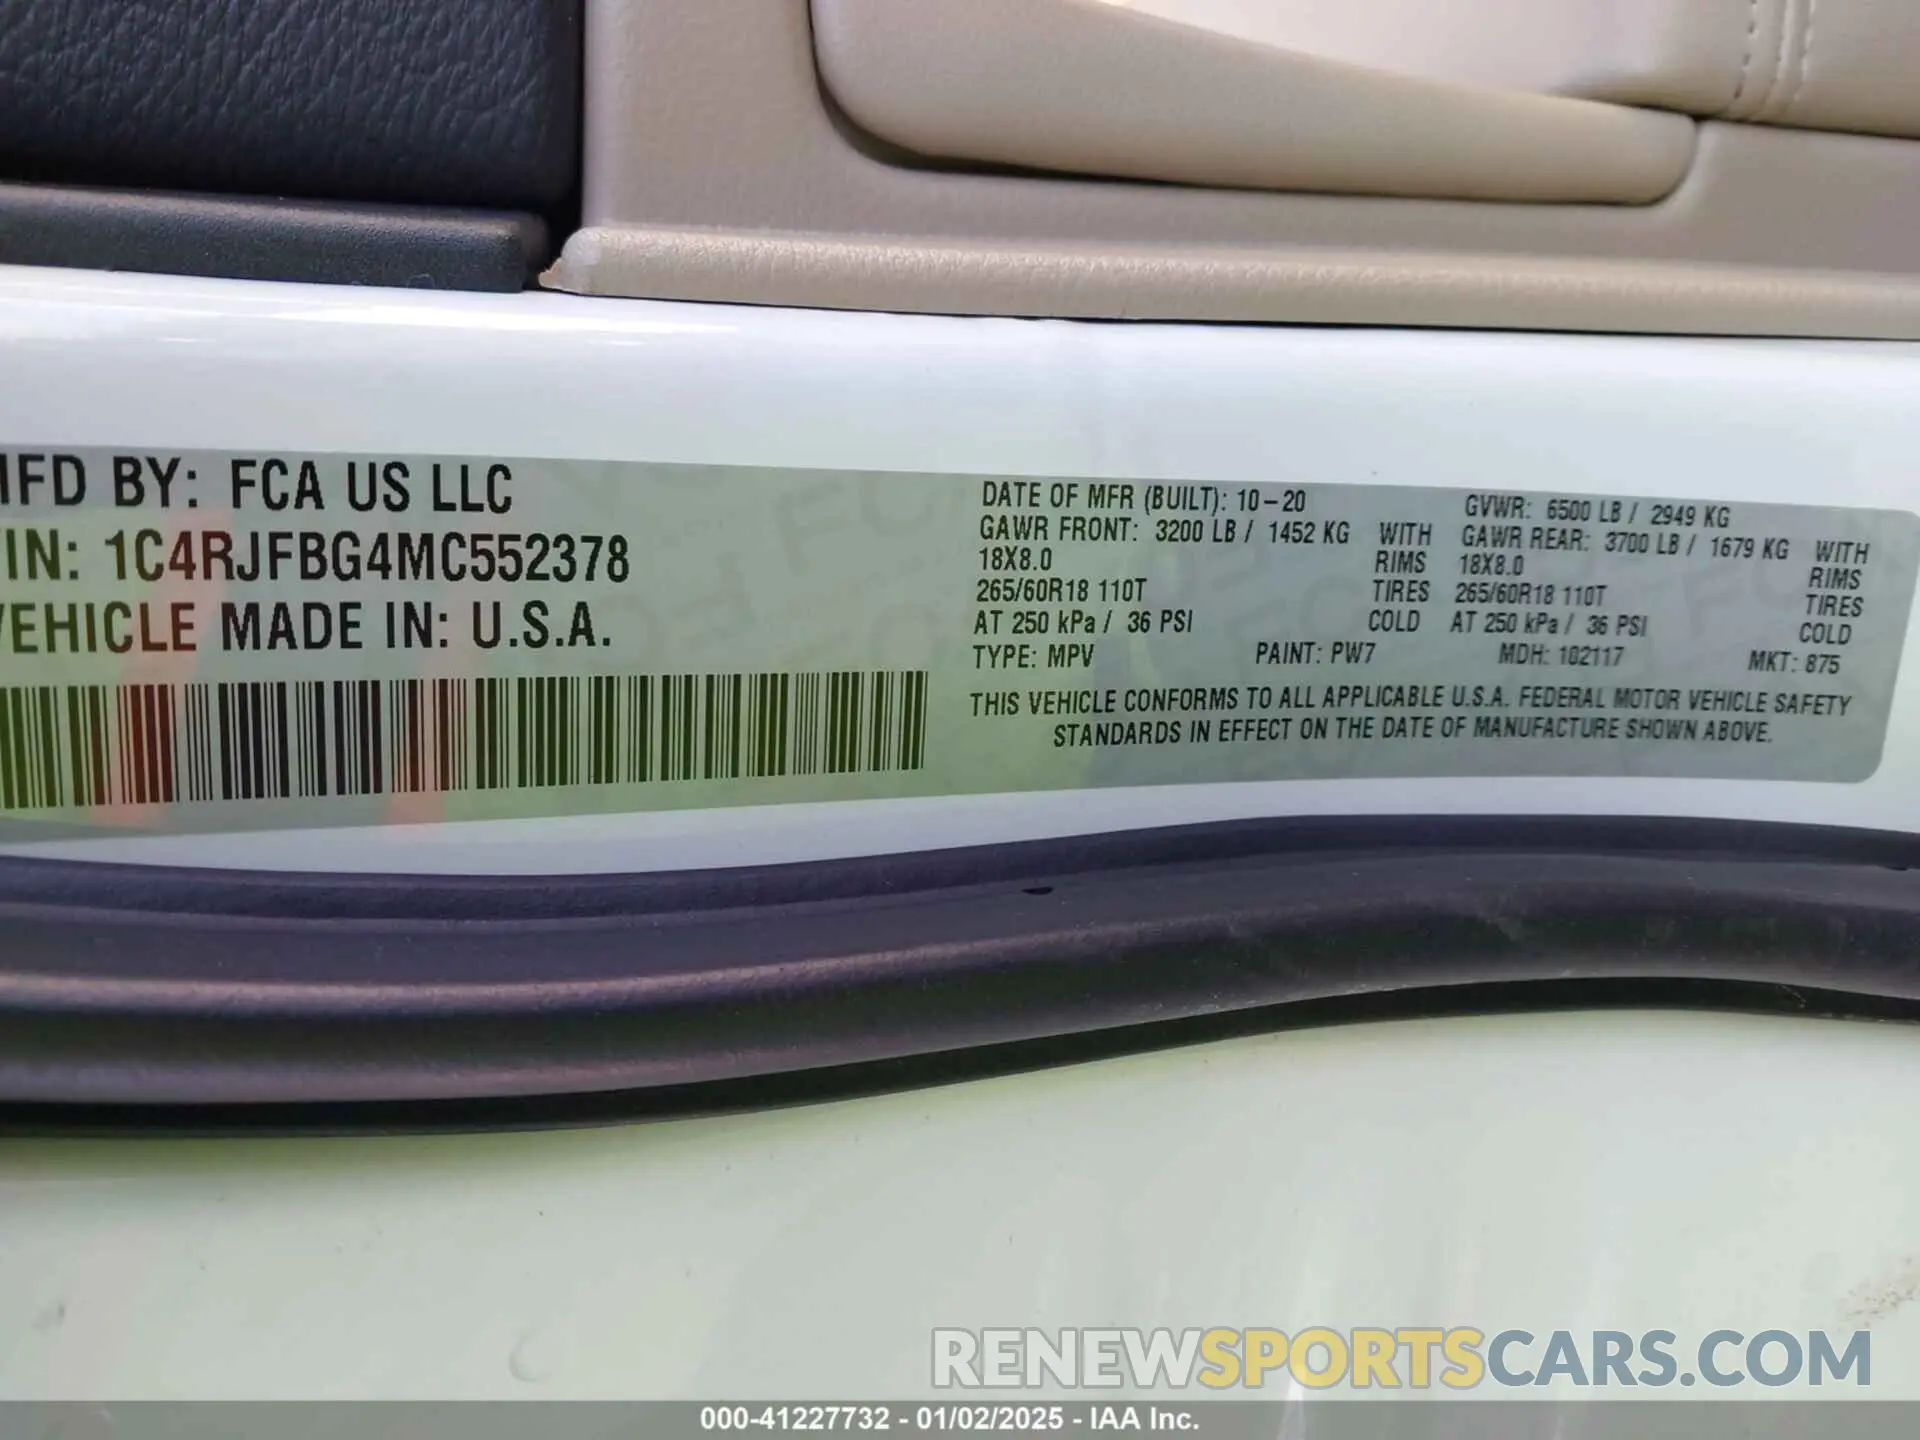 MFD BY: FCA US LLC
VIN: 1C4RJFBG4MC552378
VEHICLE MADE IN: U.S.A.
DATE OF MFR (BUILT): 10-20
GAWR FRONT: 3200 LB / 1452 KG WITH
18X8.0 RIMS
265/60R18 110T TIRES
AT 250 kPa / 36 PSI COLD
GVWR: 6500 LB / 2949 KG
GAWR REAR: 3700 LB / 1679 KG WITH
18X8.0 RIMS
265/60R18 110T TIRES
AT 250 kPa / 36 PSI COLD
TYPE: MPV PAINT: PW7 MDH: 102117 MKT: 875
THIS VEHICLE CONFORMS TO ALL APPLICABLE U.S.A. FEDERAL MOTOR VEHICLE SAFETY
STANDARDS IN EFFECT ON THE DATE OF MANUFACTURE SHOWN ABOVE.
RENEWSPORTSCARS.COM
000-41227732 - 01/02/2025 - IAA Inc.